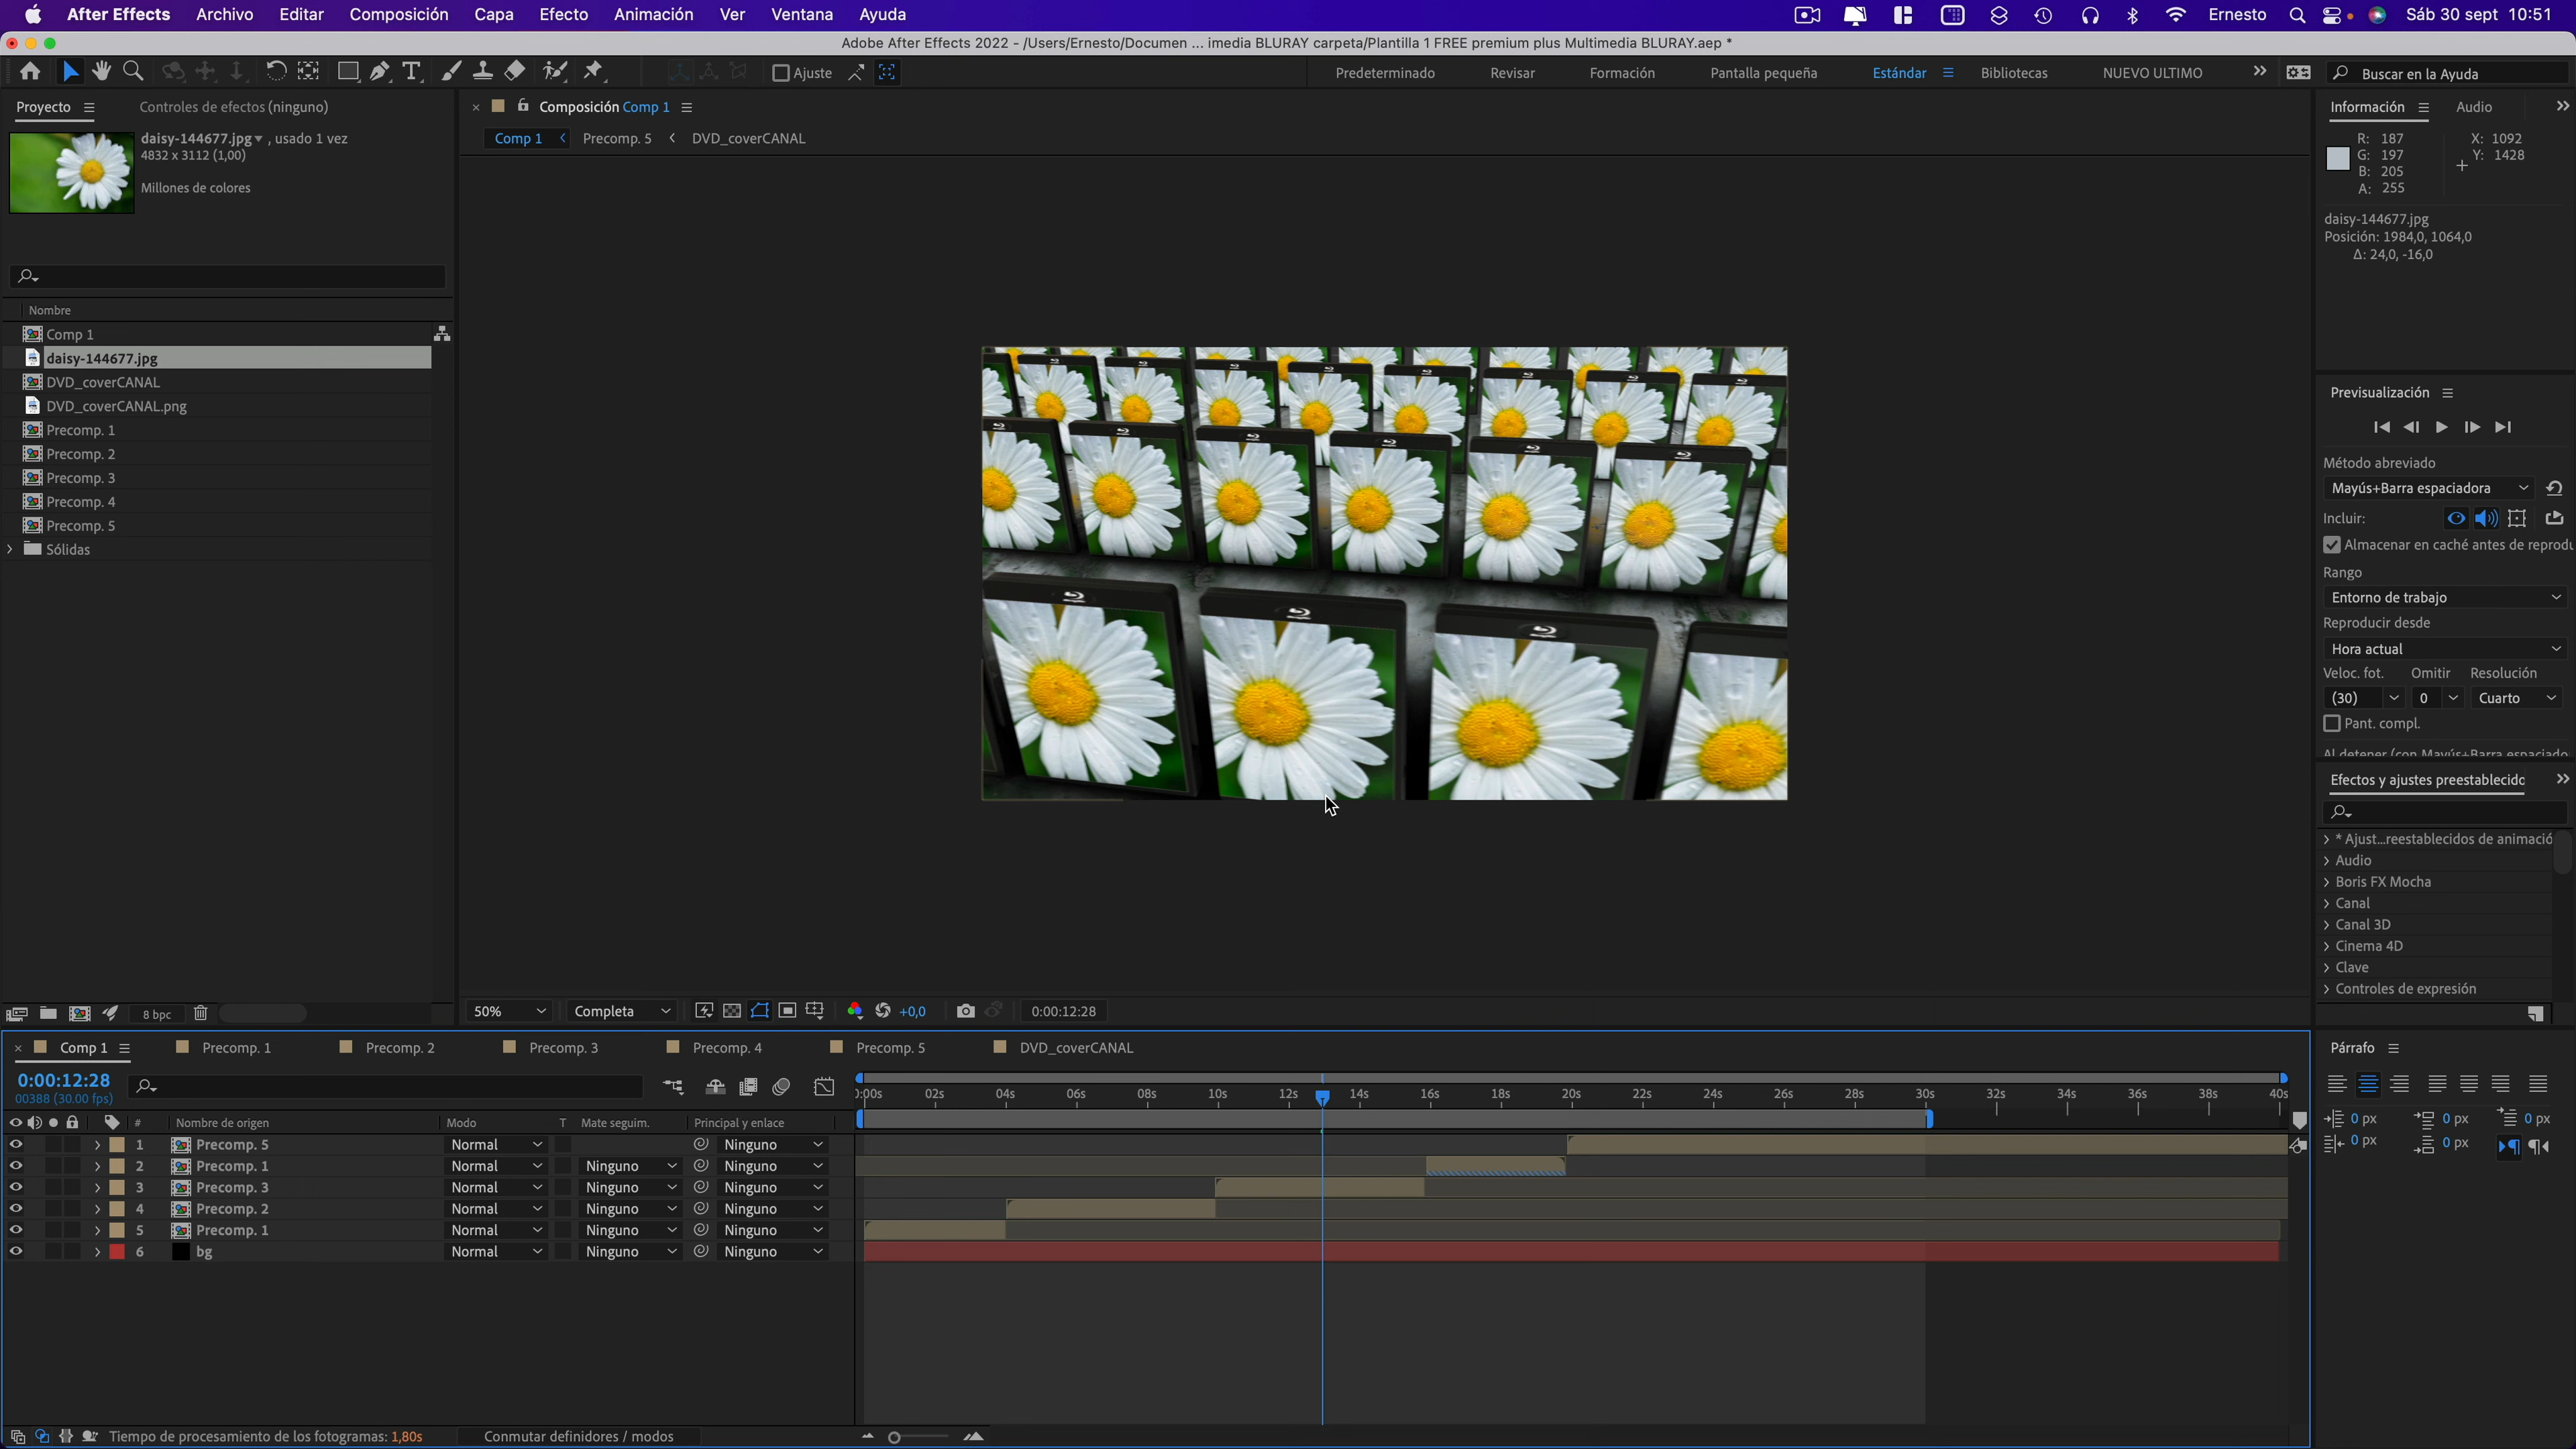 After Effects Archivo Editar Composición Capa Efecto Animación Ver Ventana Ayuda Ernesto Sáb 30 sept 10:51
Adobe After Effects 2022 - /Users/Ernesto/Documen ... imedia BLURAY carpeta/Plantilla 1 FREE premium plus Multimedia BLURAY.aep *
Ajuste Predeterminado Revisar Formación Pantalla pequeña Estándar Bibliotecas NUEVO ULTIMO Buscar en la Ayuda
Proyecto Controles de efectos (ninguno)
daisy-144677.jpg , usado 1 vez
4832 x 3112 (1,00)
Millones de colores
Nombre
Comp 1
daisy-144677.jpg
DVD_coverCANAL
DVD_coverCANAL.png
Precomp. 1
Precomp. 2
Precomp. 3
Precomp. 4
Precomp. 5
Sólidas
8 bpc
Composición Comp 1
Comp 1 Precomp. 5 DVD_coverCANAL
50% Completa +0,0 0:00:12:28
Información Audio
R: 187 X: 1092
G: 197 Y: 1428
B: 205
A: 255
daisy-144677.jpg
Posición: 1984,0, 1064,0
Δ: 24,0, -16,0
Previsualización
Método abreviado
Mayús+Barra espaciadora
Incluir:
Almacenar en caché antes de reprodu
Rango
Entorno de trabajo
Reproducir desde
Hora actual
Veloc. fot. Omitir Resolución
(30) 0 Cuarto
Pant. compl.
Al detener (con Mayús+Barra espaciado
Efectos y ajustes preestablecidc
* Ajust...reestablecidos de animació
Audio
Boris FX Mocha
Canal
Canal 3D
Cinema 4D
Clave
Controles de expresión
Párrafo
0 px 0 px 0 px
0 px 0 px
Comp 1 Precomp. 1 Precomp. 2 Precomp. 3 Precomp. 4 Precomp. 5 DVD_coverCANAL
0:00:12:28
00388 (30.00 fps)
):00s 02s 04s 06s 08s 10s 12s 14s 16s 18s 20s 22s 24s 26s 28s 30s 32s 34s 36s 38s 40s
# Nombre de origen Modo T Mate seguim. Principal y enlace
1 Precomp. 5 Normal Ninguno
2 Precomp. 1 Normal Ninguno Ninguno
3 Precomp. 3 Normal Ninguno Ninguno
4 Precomp. 2 Normal Ninguno Ninguno
5 Precomp. 1 Normal Ninguno Ninguno
6 bg Normal Ninguno Ninguno
Tiempo de procesamiento de los fotogramas: 1,80s Conmutar definidores / modos